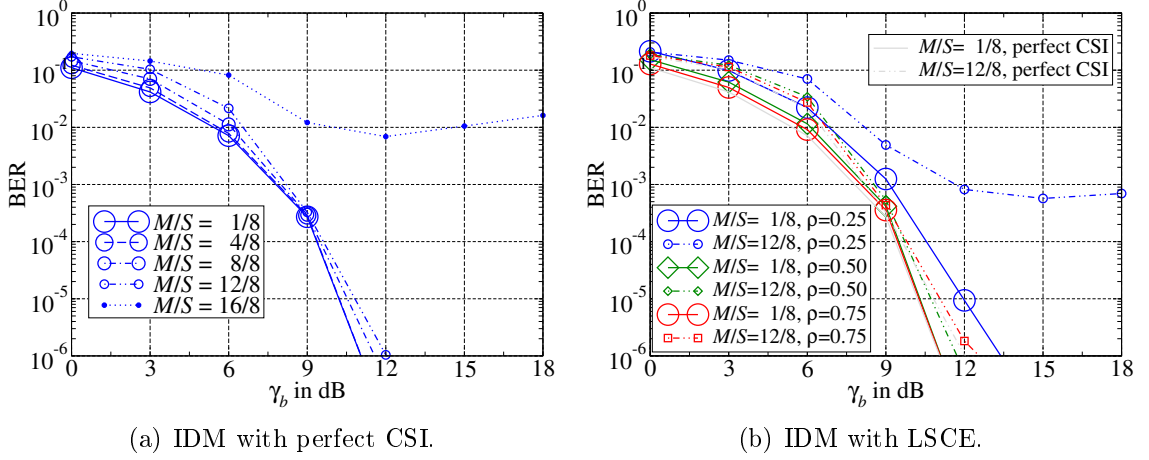 10^0
10^-1
10^-2
10^-3
10^-4
10^-5
10^-6
BER
M/S = 1/8
M/S = 4/8
M/S = 8/8
M/S = 12/8
M/S = 16/8
0 3 6 9 12 15 18
γ_b in dB
(a) IDM with perfect CSI.
10^0
10^-1
10^-2
10^-3
10^-4
10^-5
10^-6
BER
M/S= 1/8, perfect CSI
M/S=12/8, perfect CSI
M/S= 1/8, ρ=0.25
M/S=12/8, ρ=0.25
M/S= 1/8, ρ=0.50
M/S=12/8, ρ=0.50
M/S= 1/8, ρ=0.75
M/S=12/8, ρ=0.75
0 3 6 9 12 15 18
γ_b in dB
(b) IDM with LSCE.